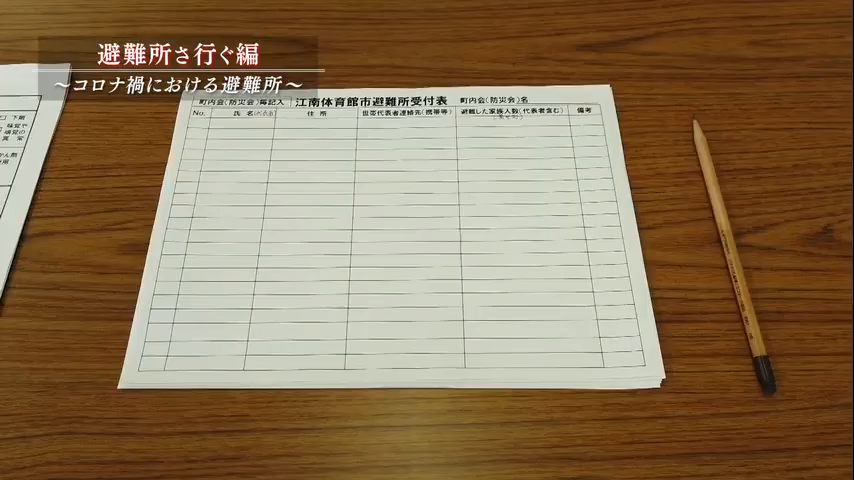 避難所さ行ぐ編
～コロナ禍における避難所～
町内会(防災会)毎記入
江南体育館市避難所受付表
町内会(防災会)名
No.
氏 名
住 所
世帯代表者連絡先(携帯等)
避難した家族人数(代表者含む)
備考